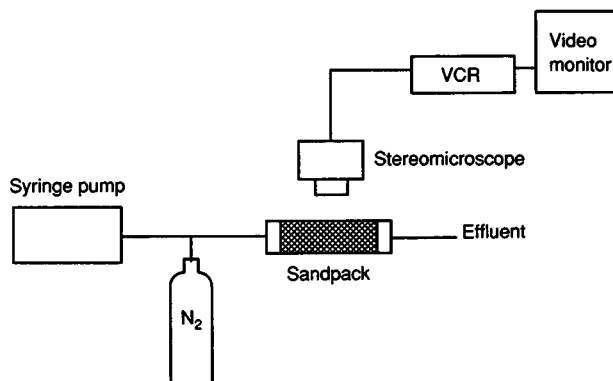 Video
monitor
VCR
Stereomicroscope
Syringe pump
Effluent
Sandpack
N₂